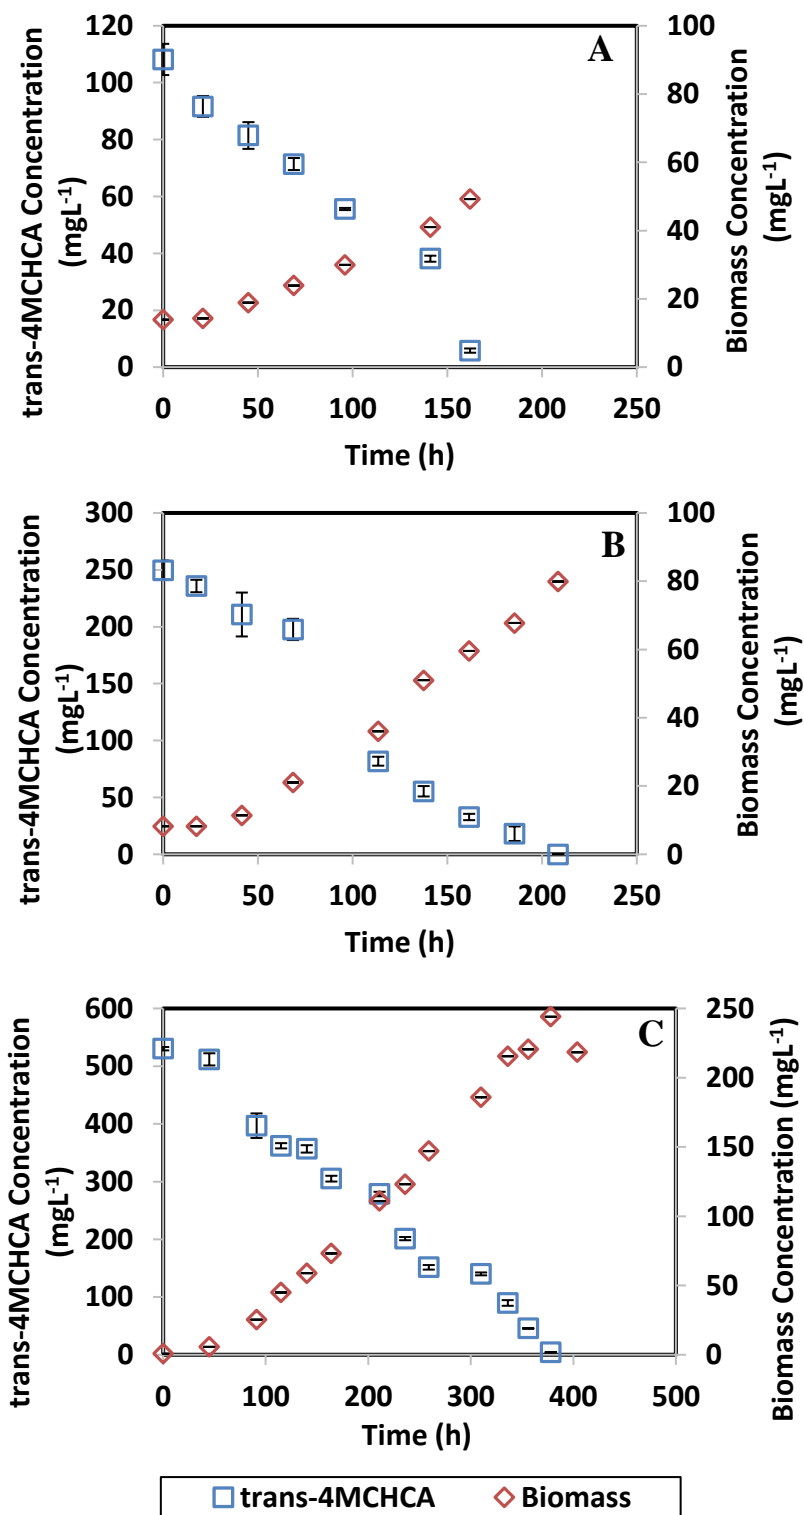 A
trans-4MCHCA Concentration
(mgL-1)
120
100
80
60
40
20
0
100
80
60
40
20
0
Biomass Concentration
(mgL-1)
0 50 100 150 200 250
Time (h)
B
trans-4MCHCA Concentration
(mgL-1)
300
250
200
150
100
50
0
100
80
60
40
20
0
Biomass Concentration
(mgL-1)
0 50 100 150 200 250
Time (h)
C
trans-4MCHCA Concentration
(mgL-1)
600
500
400
300
200
100
0
250
200
150
100
50
0
Biomass Concentration (mgL-1)
0 100 200 300 400 500
Time (h)
trans-4MCHCA Biomass